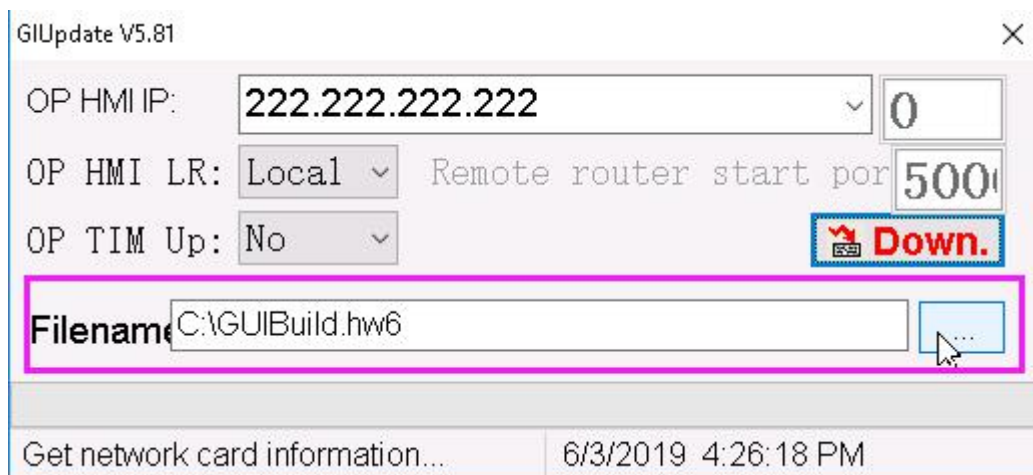 GIUpdate V5.81
OP HMI IP: 222.222.222.222 0
OP HMI LR: Local Remote router start por 500
OP TIM Up: No Down.
Filename C:\GUIBuild.hw6 ...
Get network card information... 6/3/2019 4:26:18 PM